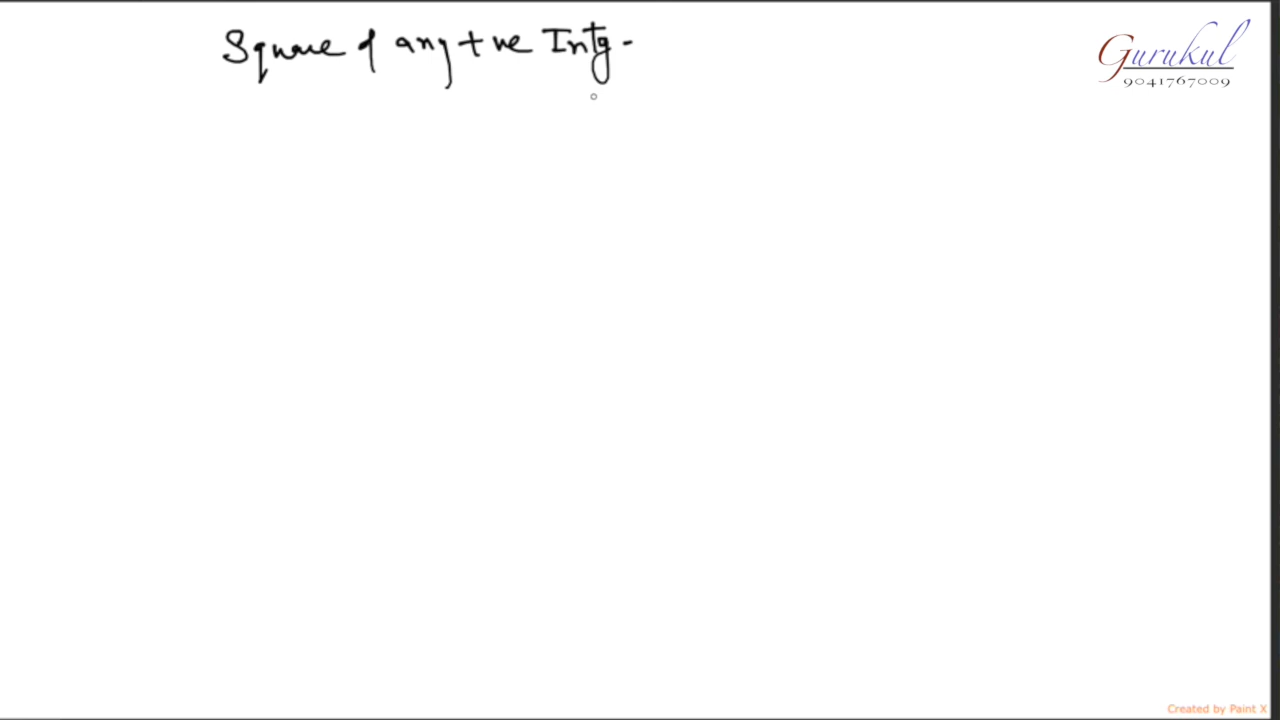 Square of any +ve Intg -
Gurukul
9041767009
Created by Paint X